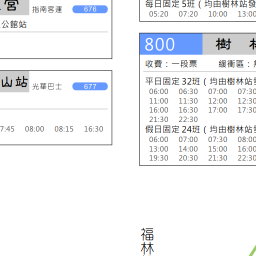 宮
指南客運 676
公館站
山站
光華巴士 677
7:45 08:00 08:15 16:30
每日固定 5班 ( 均由樹林站發
05:20 07:20 10:00 13:00
800 樹 林
收費：一段票 緩衝區：
平日固定 32班 ( 均由樹林站
06:00 06:30 07:00 07:30
11:00 11:30 12:00 12:30
16:00 16:30 17:00 17:30
21:30 22:30
假日固定 24班 ( 均由樹林站
06:00 07:00 07:30 08:00
13:00 14:00 15:00 16:00
19:30 20:30 21:30 22:30
福林